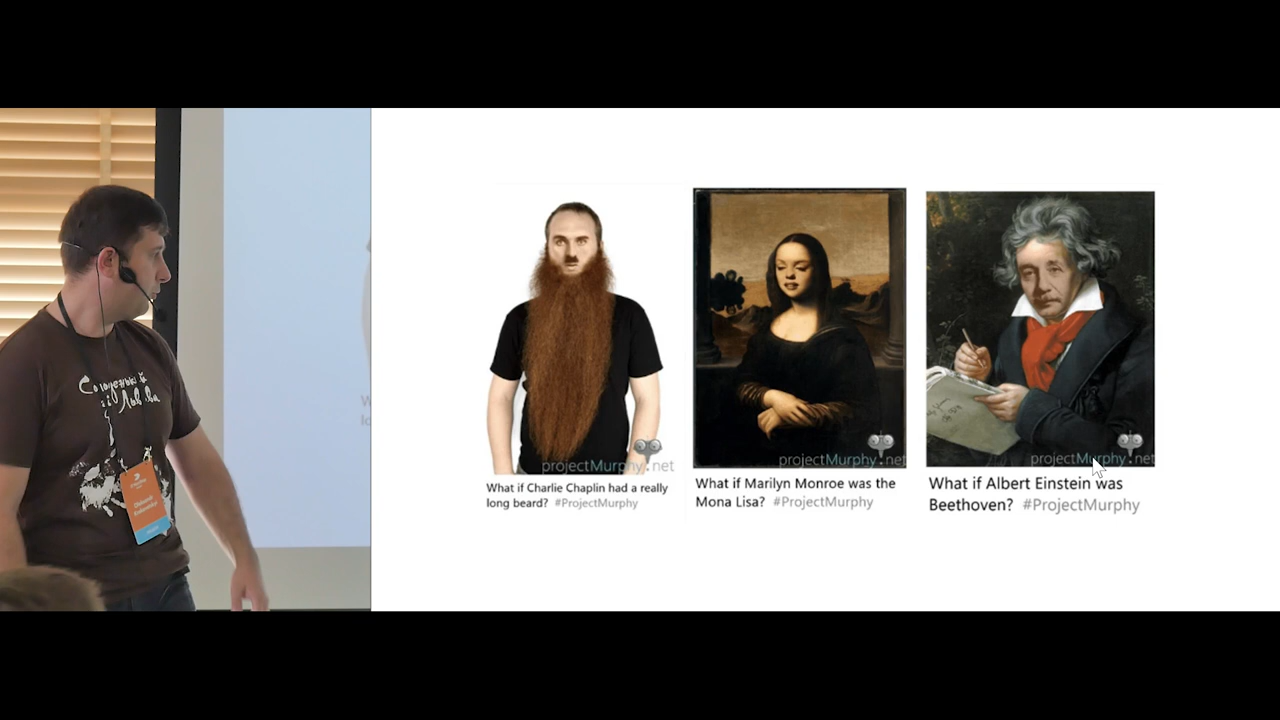 projectMurphy.net
What if Charlie Chaplin had a really
long beard? #ProjectMurphy
projectMurphy.net
What if Marilyn Monroe was the
Mona Lisa? #ProjectMurphy
projectMurphy.net
What if Albert Einstein was
Beethoven? #ProjectMurphy